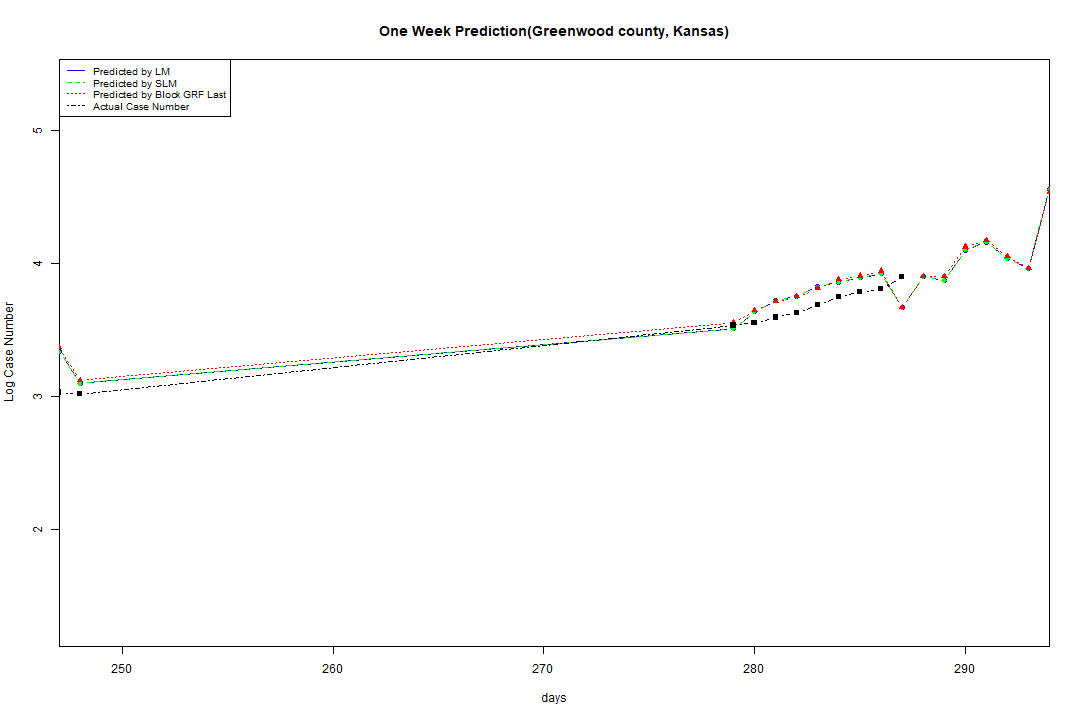 One Week Prediction(Greenwood county, Kansas)
Predicted by LM
Predicted by SLM
Predicted by Block GRF Last
Actual Case Number
5
4
3
2
Log Case Number
250 260 270 280 290
days